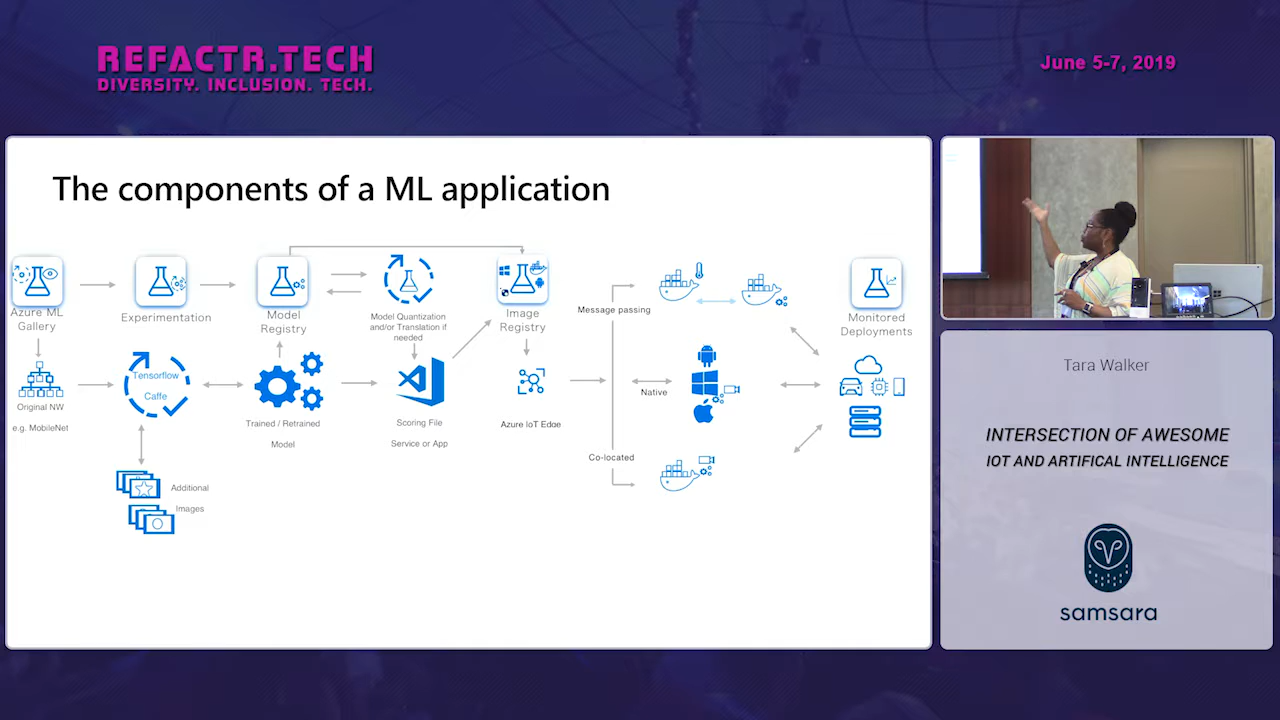 REFACTR.TECH
DIVERSITY. INCLUSION. TECH.
June 5-7, 2019
The components of a ML application
Azure ML
Gallery
Experimentation
Model
Registry
Model Quantization
and/or Translation if
needed
Image
Registry
Message passing
Monitored
Deployments
Tensorflow
Caffe
Onginal NW
e.g. MobileNet
Trained / Retrained
Model
Scoring File
Service or App
Azure IoT Edge
Native
Co-located
Additional
Images
Tara Walker
INTERSECTION OF AWESOME
IOT AND ARTIFICAL INTELLIGENCE
samsara